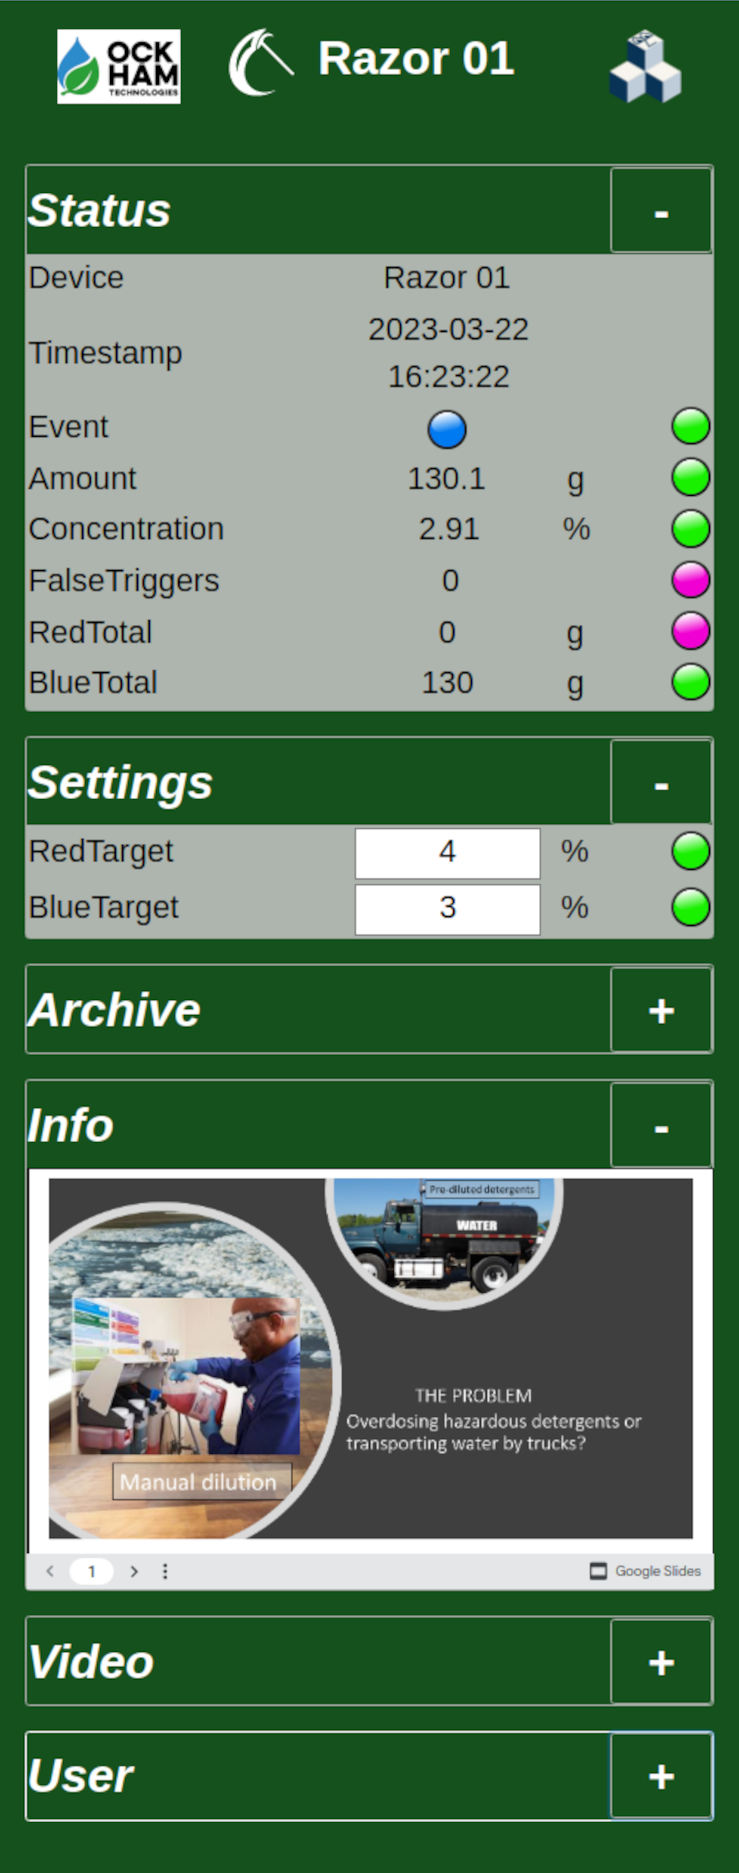 OCK
HAM
TECHNOLOGIES
Razor 01
Status -
Device Razor 01
Timestamp 2023-03-22
16:23:22
Event
Amount 130.1 g
Concentration 2.91 %
FalseTriggers 0
RedTotal 0 g
BlueTotal 130 g
Settings -
RedTarget 4 %
BlueTarget 3 %
Archive +
Info -
Pre-diluted detergents
WATER
THE PROBLEM
Overdosing hazardous detergents or
transporting water by trucks?
Manual dilution
1
Google Slides
Video +
User +